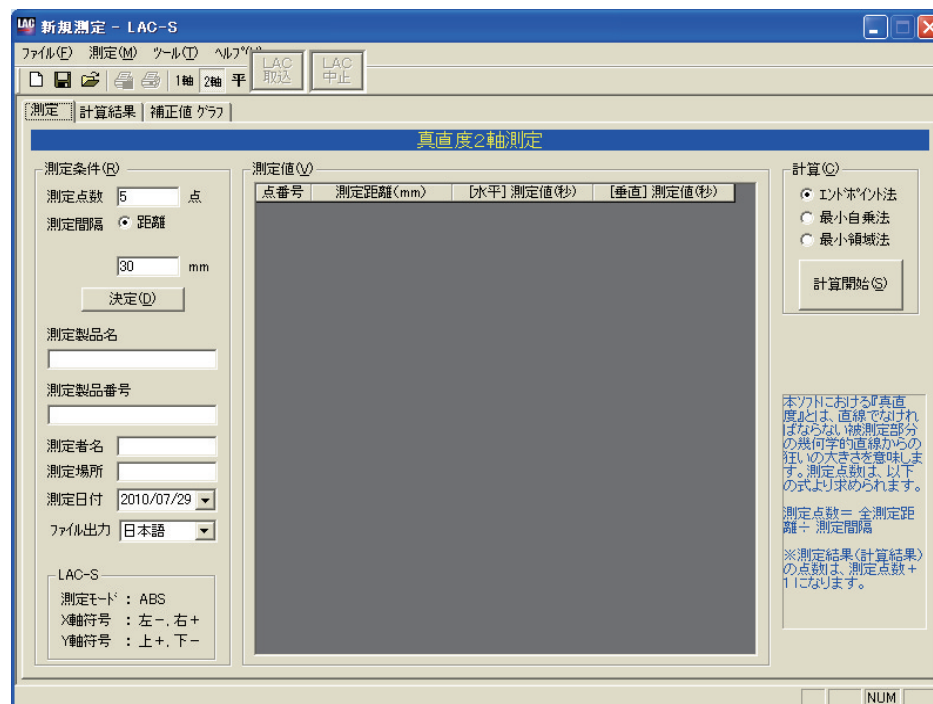 LAC 新規測定 - LAC-S
ファイル(F) 測定(M) ツール(T) ヘルプ
LAC取込 LAC中止
1軸 2軸 平
測定 計算結果 補正値 グラフ
真直度2軸測定
測定条件(R)
測定点数 5 点
測定間隔 距離
30 mm
決定(D)
測定製品名
測定製品番号
測定者名
測定場所
測定日付 2010/07/29
ファイル出力 日本語
LAC-S
測定モード : ABS
X軸符号 : 左-, 右+
Y軸符号 : 上+, 下-
測定値(V)
点番号 測定距離(mm) [水平] 測定値(秒) [垂直] 測定値(秒)
計算(C)
エンドポイント法
最小自乗法
最小領域法
計算開始(S)
本ソフトにおける『真直
度』とは、直線でなけれ
ばならない被測定部分
の幾何学的直線からの
狂いの大きさを意味しま
す。測定点数は、以下
の式より求められます。
測定点数= 全測定距
離÷ 測定間隔
※測定結果(計算結果)
の点数は、測定点数+
1になります。
NUM